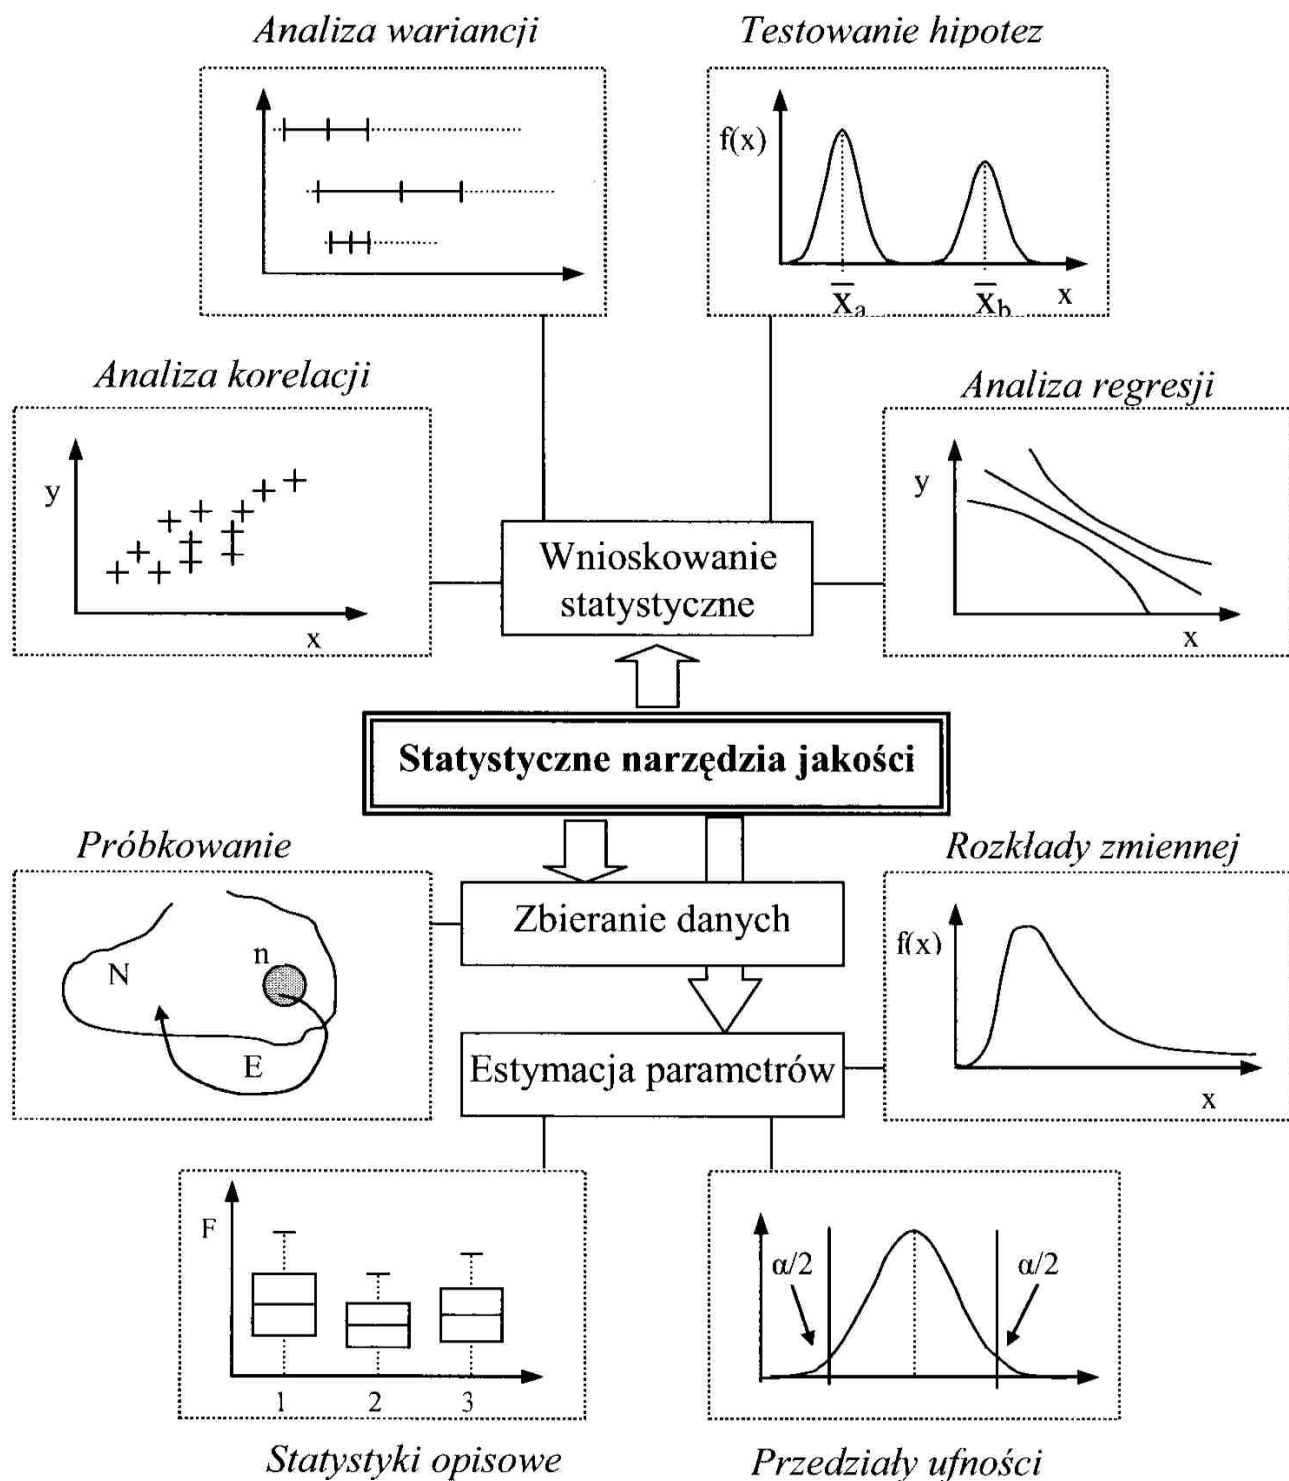 Analiza wariancji
Testowanie hipotez
f(x)
x̅a
x̅b
x
Analiza korelacji
Analiza regresji
y
x
y
x
Wnioskowanie
statystyczne
Statystyczne narzędzia jakości
Próbkowanie
Rozkłady zmiennej
N
n
E
Zbieranie danych
f(x)
x
Estymacja parametrów
F
1
2
3
α/2
α/2
Statystyki opisowe
Przedziały ufności